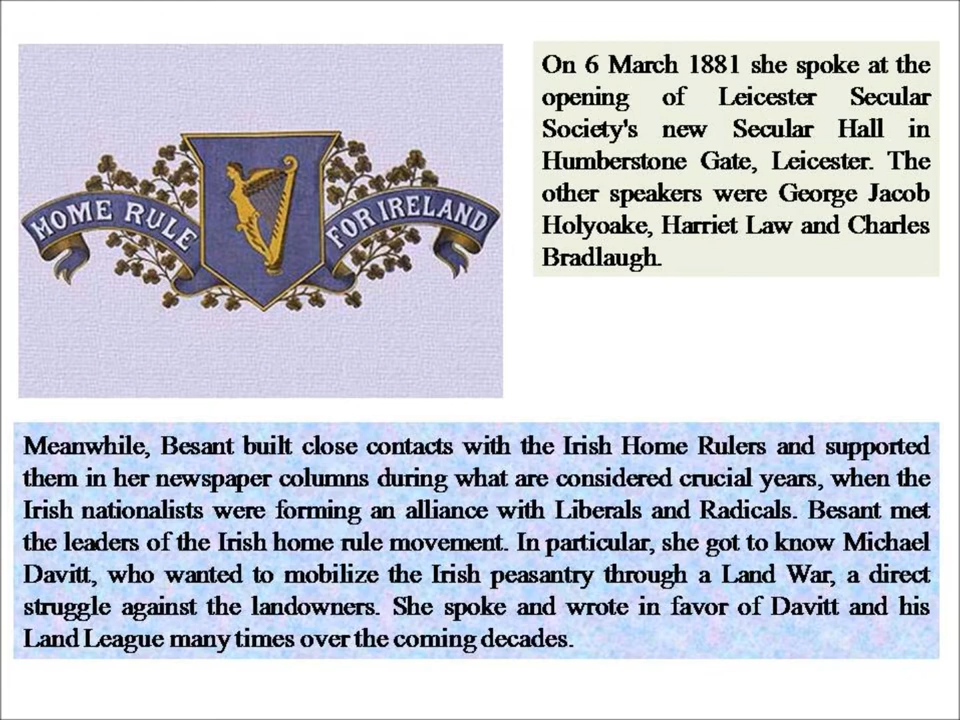 HOME RULE
FOR IRELAND
On 6 March 1881 she spoke at the
opening of Leicester Secular
Society's new Secular Hall in
Humberstone Gate, Leicester. The
other speakers were George Jacob
Holyoake, Harriet Law and Charles
Bradlaugh.
Meanwhile, Besant built close contacts with the Irish Home Rulers and supported
them in her newspaper columns during what are considered crucial years, when the
Irish nationalists were forming an alliance with Liberals and Radicals. Besant met
the leaders of the Irish home rule movement. In particular, she got to know Michael
Davitt, who wanted to mobilize the Irish peasantry through a Land War, a direct
struggle against the landowners. She spoke and wrote in favor of Davitt and his
Land League many times over the coming decades.